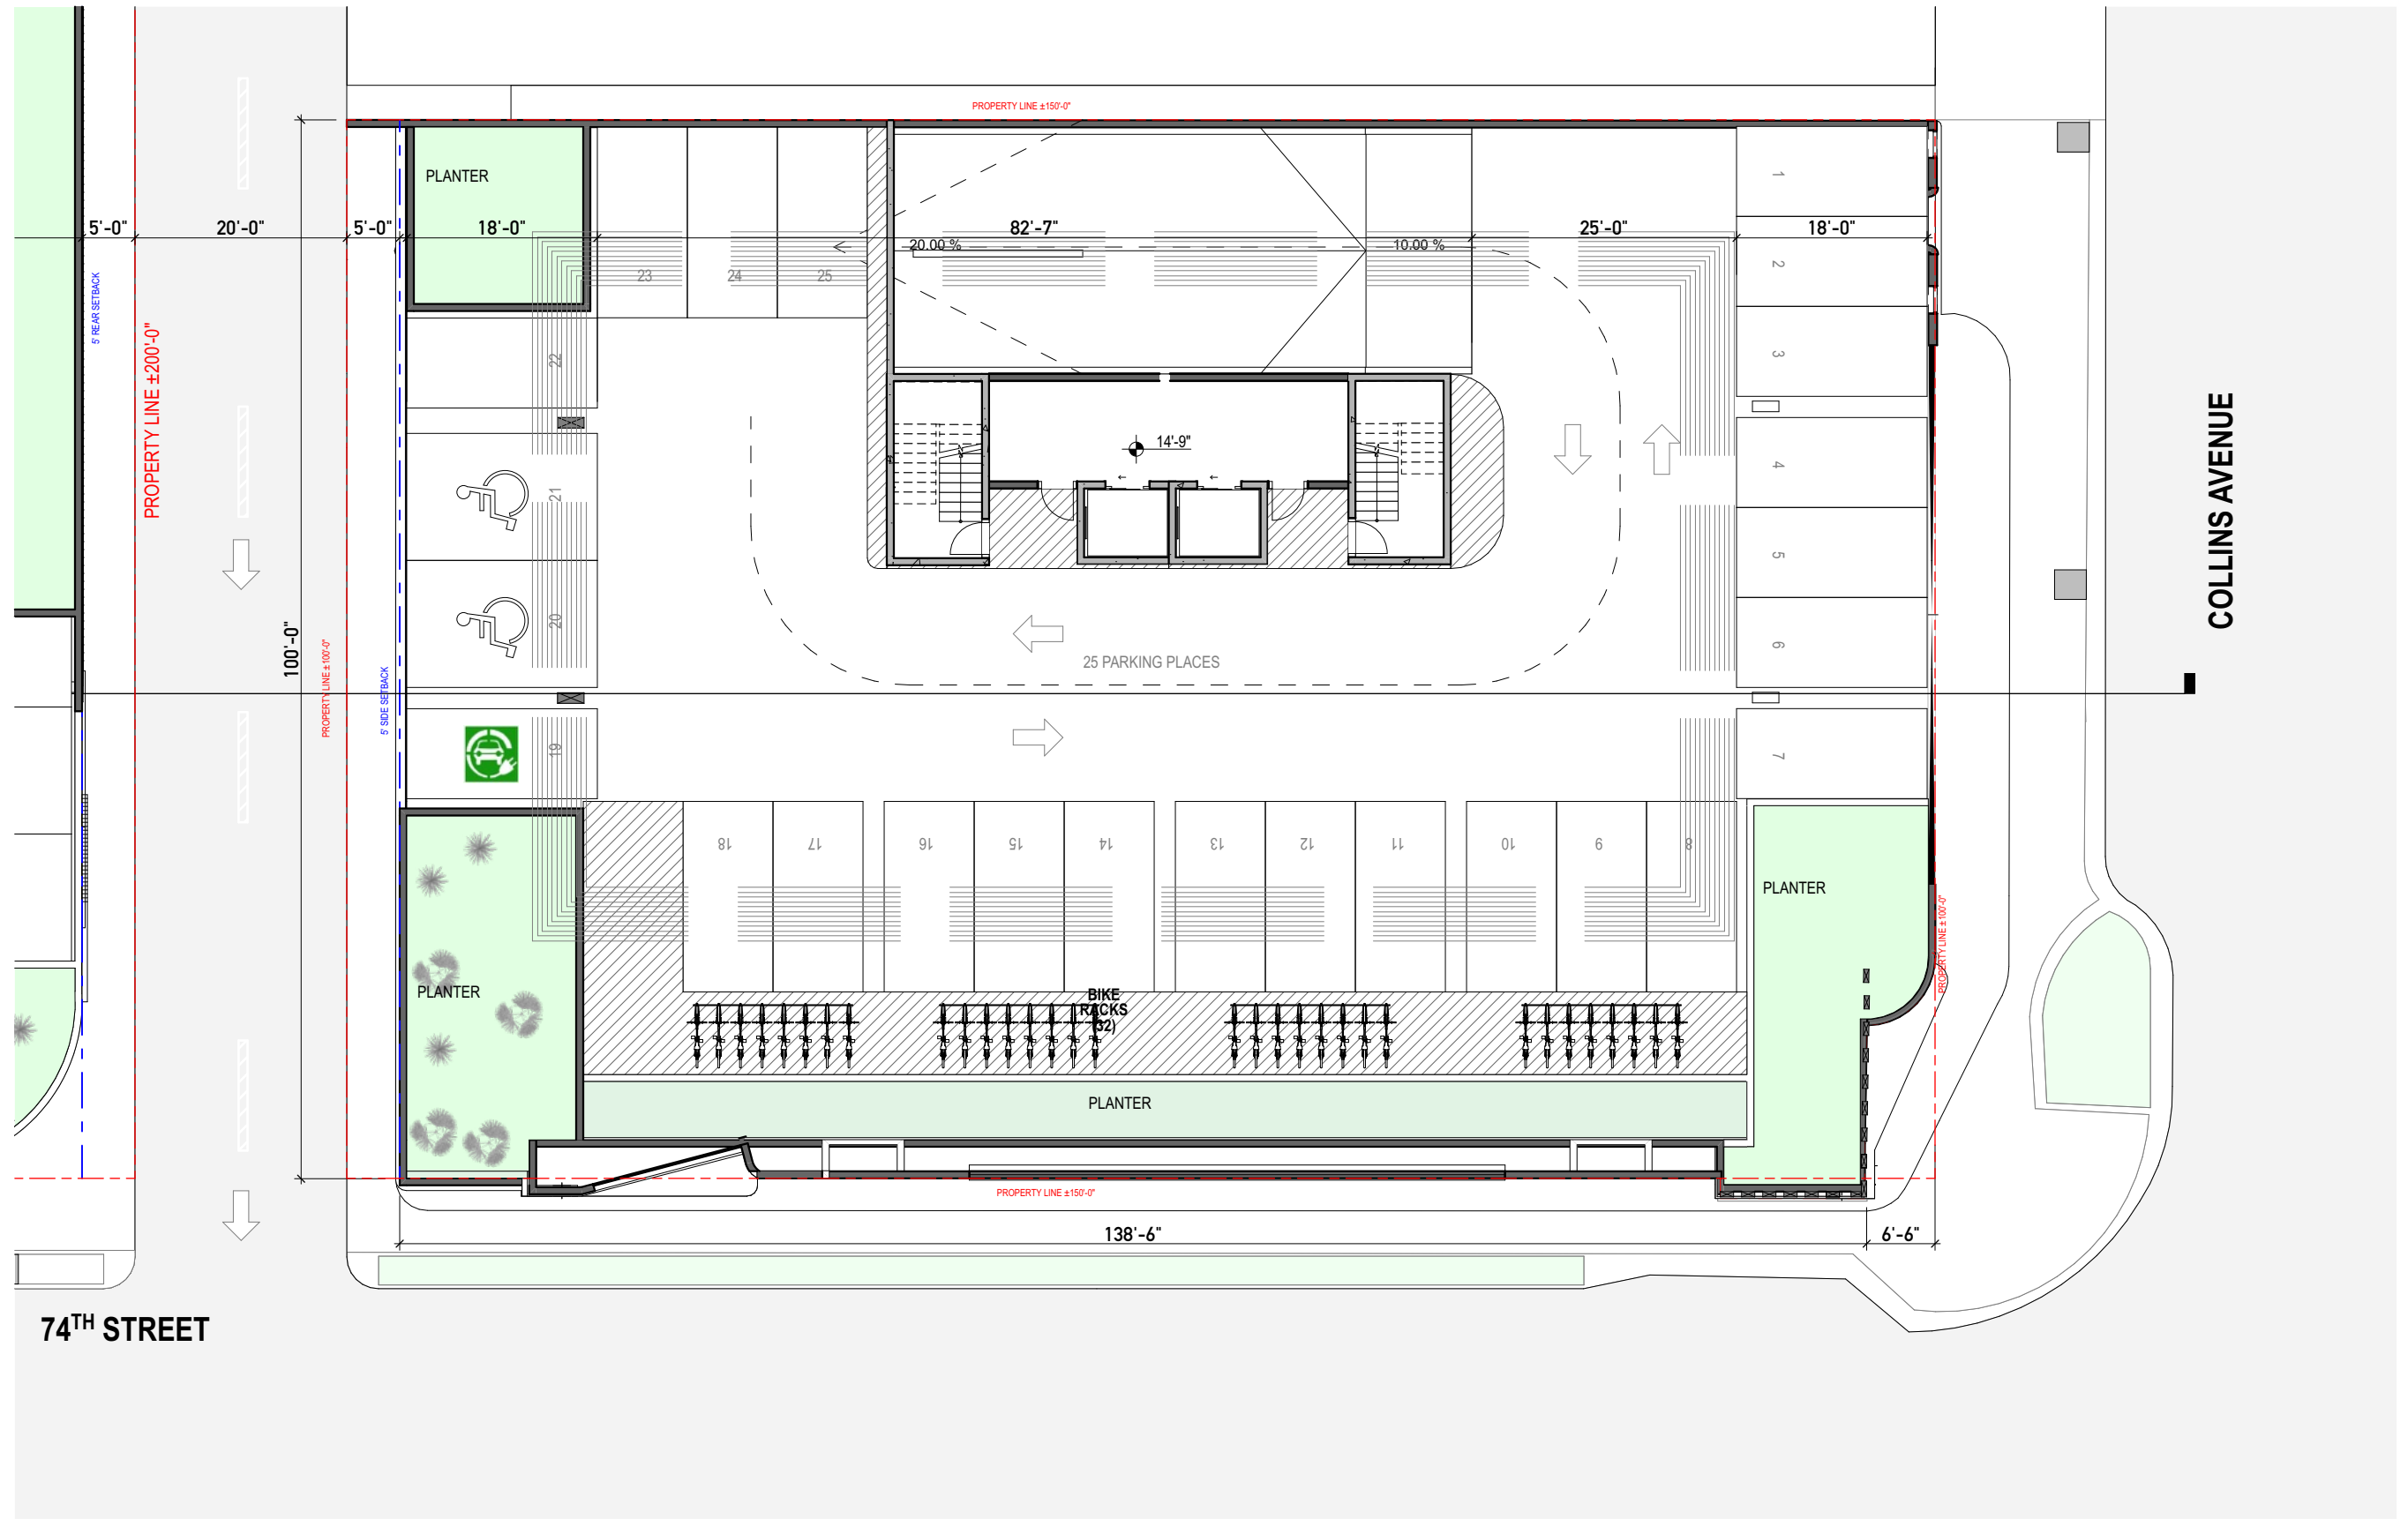 PROPERTY LINE ±150'-0"
PLANTER
1
5'-0"
20'-0"
5'-0"
18'-0"
82'-7"
25'-0"
18'-0"
20.00 %
10.00 %
23
24
25
2
5' REAR SETBACK
PROPERTY LINE ±200'-0"
22
3
14'-9"
COLLINS AVENUE
21
4
5
20
100'-0"
PROPERTY LINE ±100'-0"
5' SIDE SETBACK
25 PARKING PLACES
6
19
7
18
17
16
15
14
13
12
11
10
9
8
PLANTER
PROPERTY LINE ±100'-0"
PLANTER
BIKE
RACKS
(32)
PLANTER
PROPERTY LINE ±150'-0"
138'-6"
6'-6"
74TH STREET